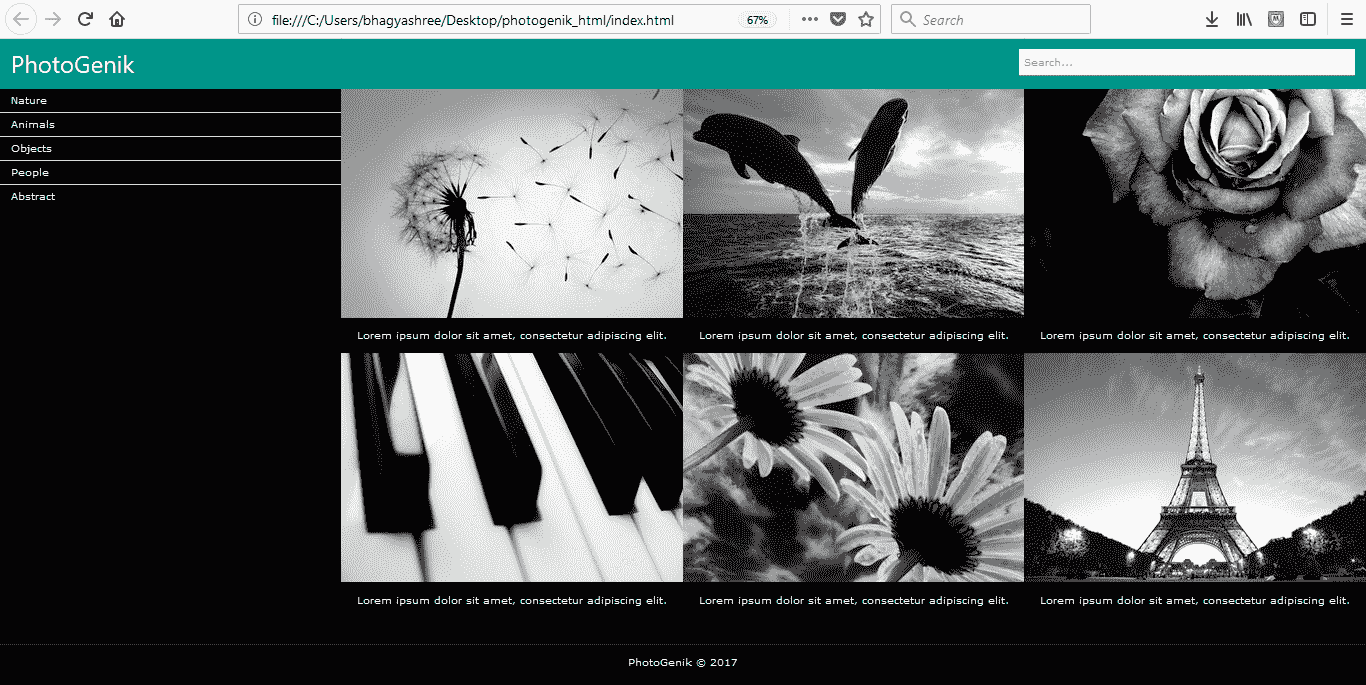 file:///C:/Users/bhagyashree/Desktop/photogenik_html/index.html
67%
Search
PhotoGenik
Search...
Nature
Animals
Objects
People
Abstract
Lorem ipsum dolor sit amet, consectetur adipiscing elit.
Lorem ipsum dolor sit amet, consectetur adipiscing elit.
Lorem ipsum dolor sit amet, consectetur adipiscing elit.
Lorem ipsum dolor sit amet, consectetur adipiscing elit.
Lorem ipsum dolor sit amet, consectetur adipiscing elit.
Lorem ipsum dolor sit amet, consectetur adipiscing elit.
PhotoGenik © 2017